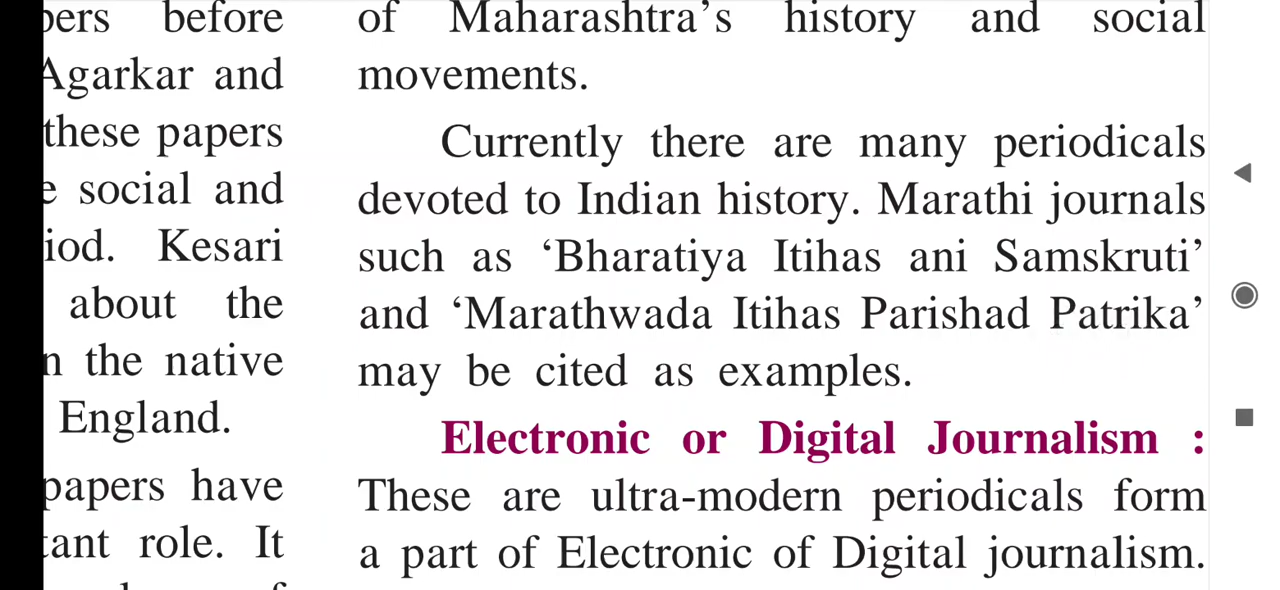 before
Agarkar and
these papers
social and
Kesari
about the
the native
England.
papers have
role. It
of Maharashtra's history and social
movements.
Currently there are many periodicals
devoted to Indian history. Marathi journals
such as ‘Bharatiya Itihas ani Samskruti’
and ‘Marathwada Itihas Parishad Patrika’
may be cited as examples.
Electronic or Digital Journalism :
These are ultra-modern periodicals form
a part of Electronic of Digital journalism.